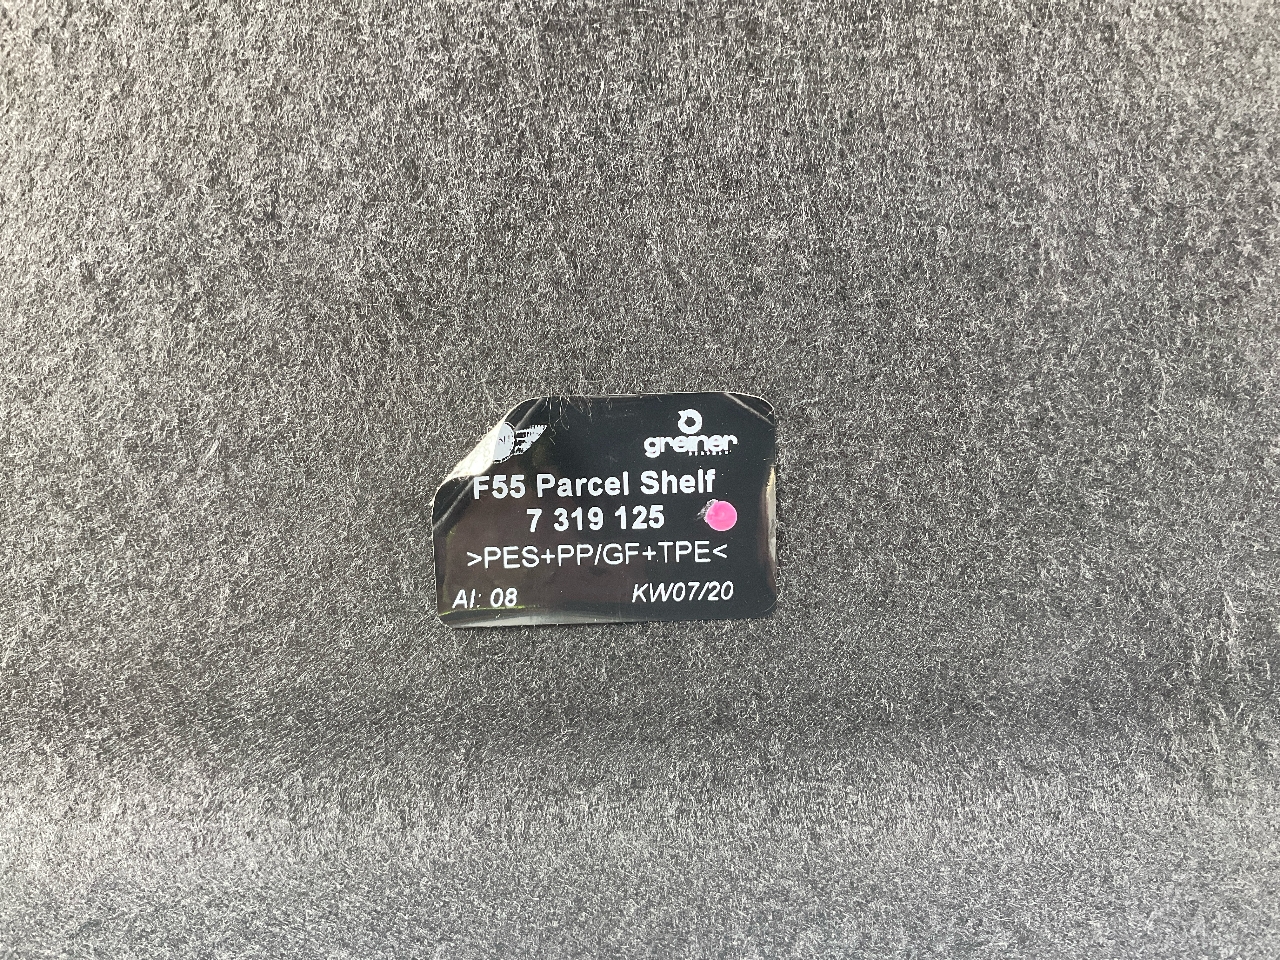 greiner
F55 Parcel Shelf
7 319 125
>PES+PP/GF+TPE<
AI: 08
KW07/20